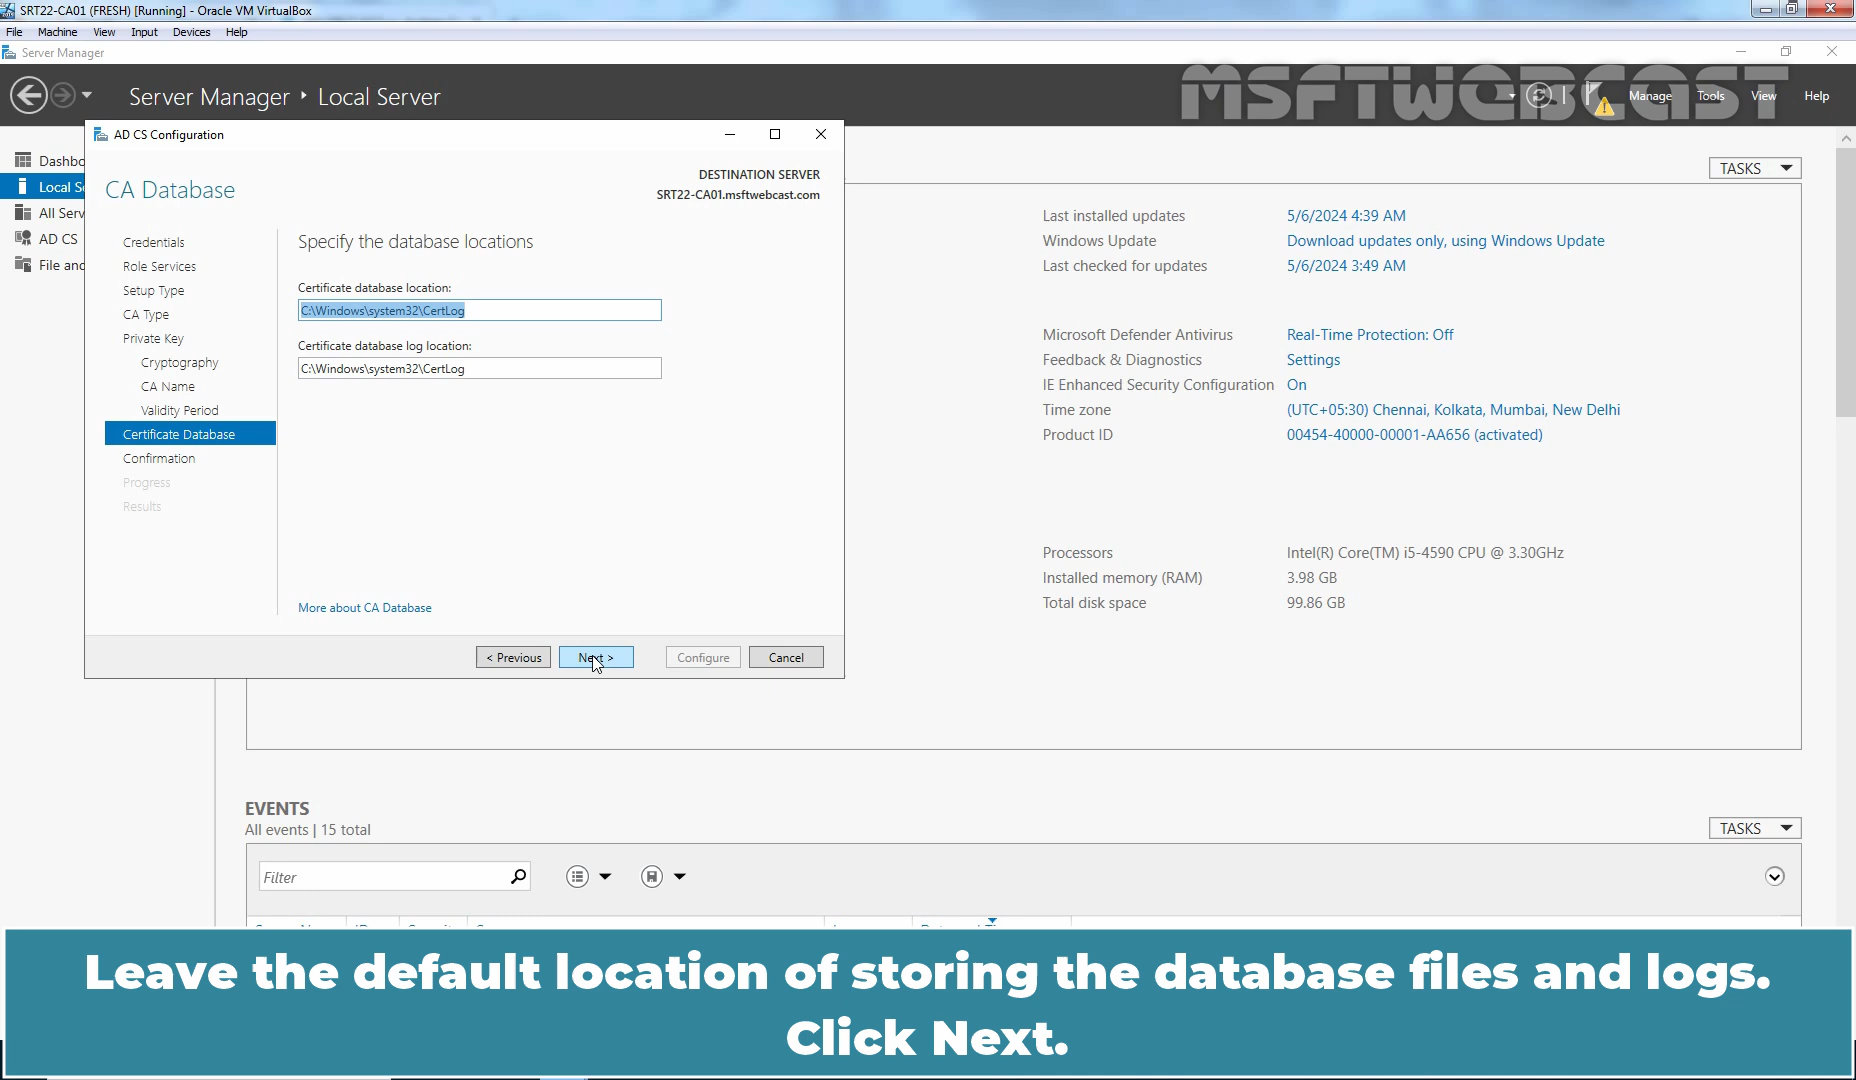 SRT22-CA01 (FRESH) [Running] - Oracle VM VirtualBox
File Machine View Input Devices Help
Server Manager
Server Manager ‣ Local Server
MSFTWEBCAST
Manage Tools View Help
AD CS Configuration
Dashbo
Local Se
All Serv
AD CS
File and
CA Database
DESTINATION SERVER
SRT22-CA01.msftwebcast.com
Credentials
Role Services
Setup Type
CA Type
Private Key
Cryptography
CA Name
Validity Period
Certificate Database
Confirmation
Progress
Results
Specify the database locations
Certificate database location:
C:\Windows\system32\CertLog
Certificate database log location:
C:\Windows\system32\CertLog
More about CA Database
< Previous
Next >
Configure
Cancel
TASKS
Last installed updates 5/6/2024 4:39 AM
Windows Update Download updates only, using Windows Update
Last checked for updates 5/6/2024 3:49 AM
Microsoft Defender Antivirus Real-Time Protection: Off
Feedback & Diagnostics Settings
IE Enhanced Security Configuration On
Time zone (UTC+05:30) Chennai, Kolkata, Mumbai, New Delhi
Product ID 00454-40000-00001-AA656 (activated)
Processors Intel(R) Core(TM) i5-4590 CPU @ 3.30GHz
Installed memory (RAM) 3.98 GB
Total disk space 99.86 GB
EVENTS
All events | 15 total
TASKS
Filter
Leave the default location of storing the database files and logs.
Click Next.